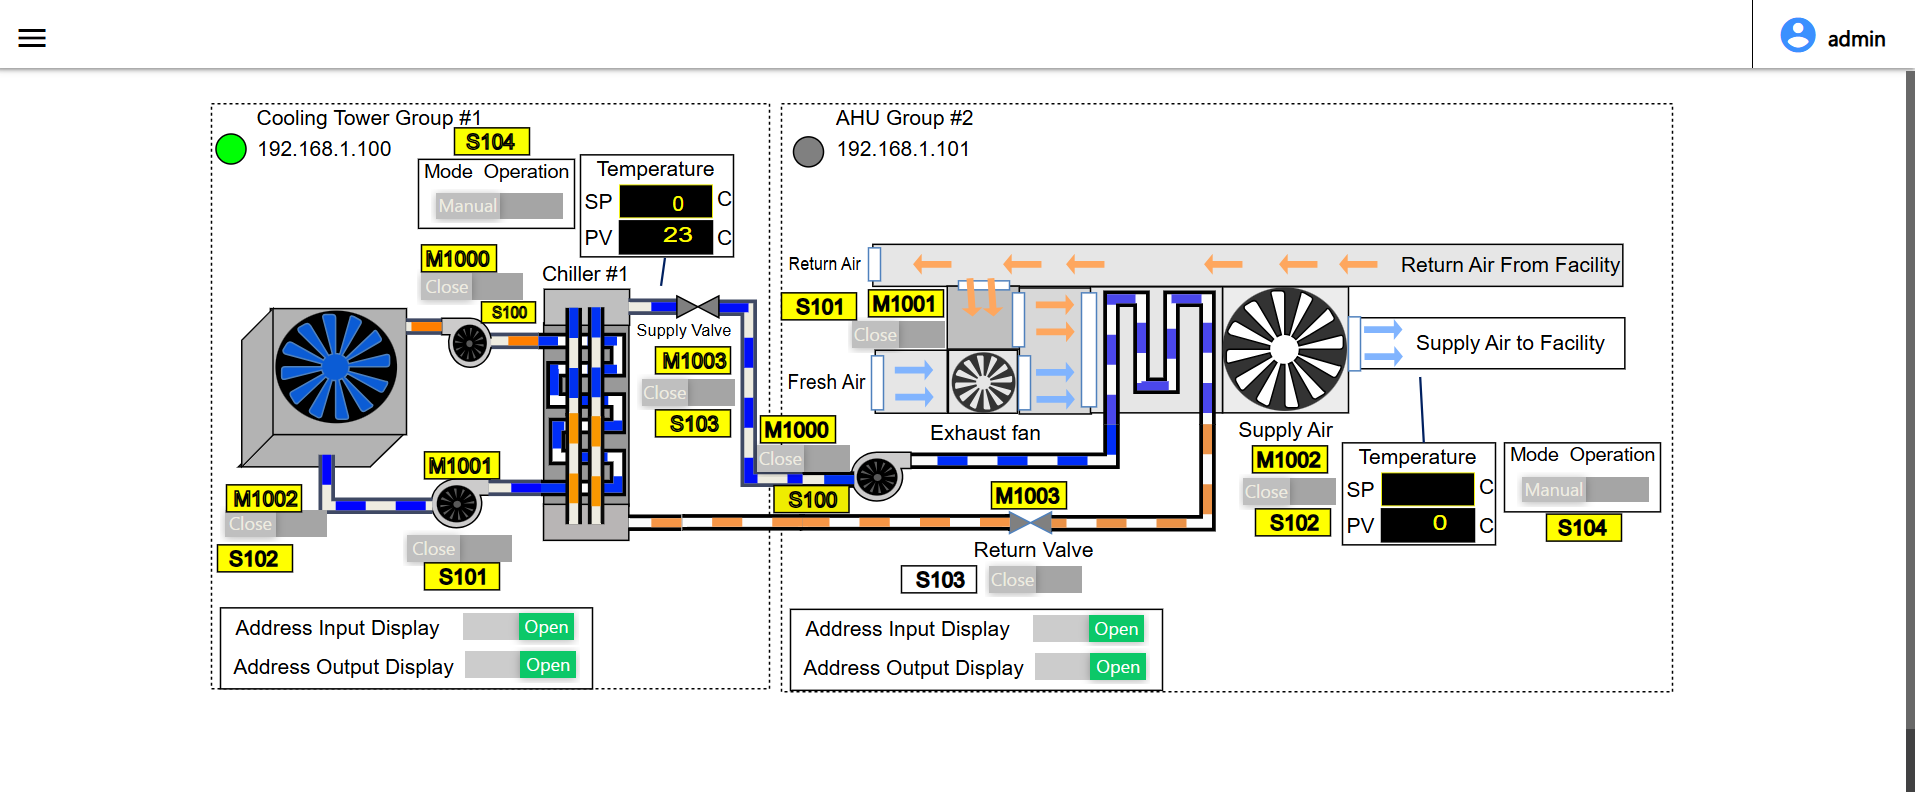 admin
Cooling Tower Group #1
192.168.1.100
S104
Mode Operation
Manual
Temperature
SP 0 C
PV 23 C
M1000
Close
S100
Chiller #1
Supply Valve
M1003
Close
S103
M1001
M1002
Close
S102
Close
S101
Address Input Display Open
Address Output Display Open
AHU Group #2
192.168.1.101
Return Air
Return Air From Facility
S101
M1001
Close
Fresh Air
Supply Air to Facility
Exhaust fan
M1000
Close
S100
M1003
Return Valve
S103 Close
Supply Air
M1002
Close
S102
Temperature
SP C
PV 0 C
Mode Operation
Manual
S104
Address Input Display Open
Address Output Display Open